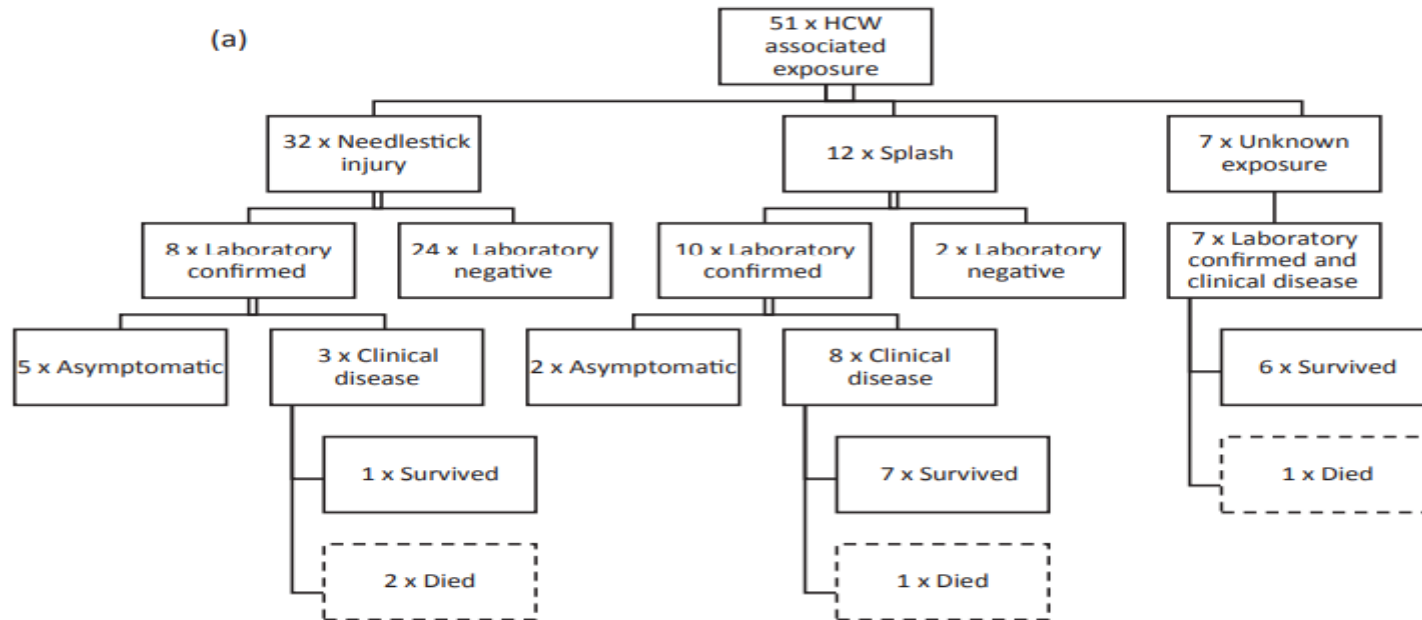 (a)
51 x HCW
associated
exposure
32 x Needlestick
injury
12 x Splash
7 x Unknown
exposure
8 x Laboratory
confirmed
24 x Laboratory
negative
10 x Laboratory
confirmed
2 x Laboratory
negative
7 x Laboratory
confirmed and
clinical disease
5 x Asymptomatic
3 x Clinical
disease
2 x Asymptomatic
8 x Clinical
disease
6 x Survived
1 x Survived
7 x Survived
1 x Died
2 x Died
1 x Died